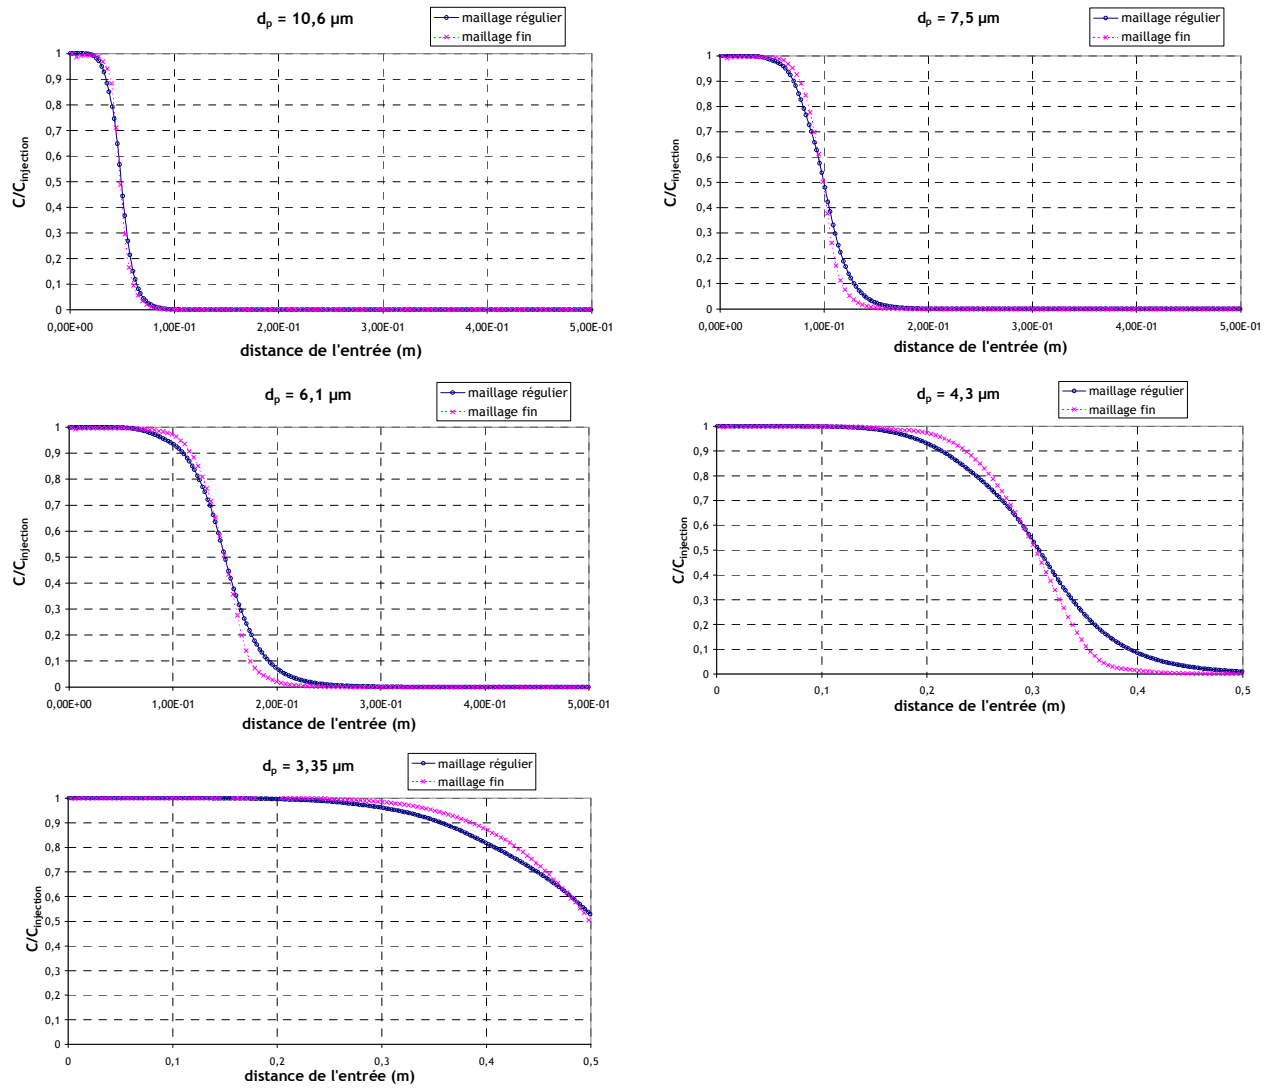 d_p = 10,6 µm
maillage régulier
maillage fin
C/C_injection
1
0,9
0,8
0,7
0,6
0,5
0,4
0,3
0,2
0,1
0
0,00E+00 1,00E-01 2,00E-01 3,00E-01 4,00E-01 5,00E-01
distance de l'entrée (m)
d_p = 7,5 µm
maillage régulier
maillage fin
C/C_injection
1
0,9
0,8
0,7
0,6
0,5
0,4
0,3
0,2
0,1
0
0,00E+00 1,00E-01 2,00E-01 3,00E-01 4,00E-01 5,00E-01
distance de l'entrée (m)
d_p = 6,1 µm
maillage régulier
maillage fin
C/C_injection
1
0,9
0,8
0,7
0,6
0,5
0,4
0,3
0,2
0,1
0
0,00E+00 1,00E-01 2,00E-01 3,00E-01 4,00E-01 5,00E-01
distance de l'entrée (m)
d_p = 4,3 µm
maillage régulier
maillage fin
C/C_injection
1
0,9
0,8
0,7
0,6
0,5
0,4
0,3
0,2
0,1
0
0 0,1 0,2 0,3 0,4 0,5
distance de l'entrée (m)
d_p = 3,35 µm
maillage régulier
maillage fin
C/C_injection
1
0,9
0,8
0,7
0,6
0,5
0,4
0,3
0,2
0,1
0
0 0,1 0,2 0,3 0,4 0,5
distance de l'entrée (m)